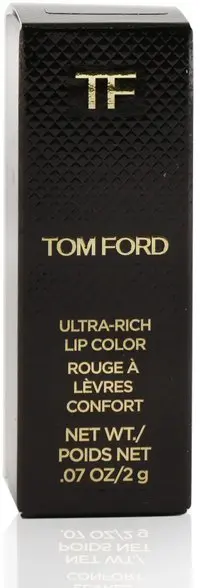 TF
TOM FORD
ULTRA-RICH
LIP COLOR
ROUGE À
LÈVRES
CONFORT
NET WT./
POIDS NET
.07 OZ/2 g